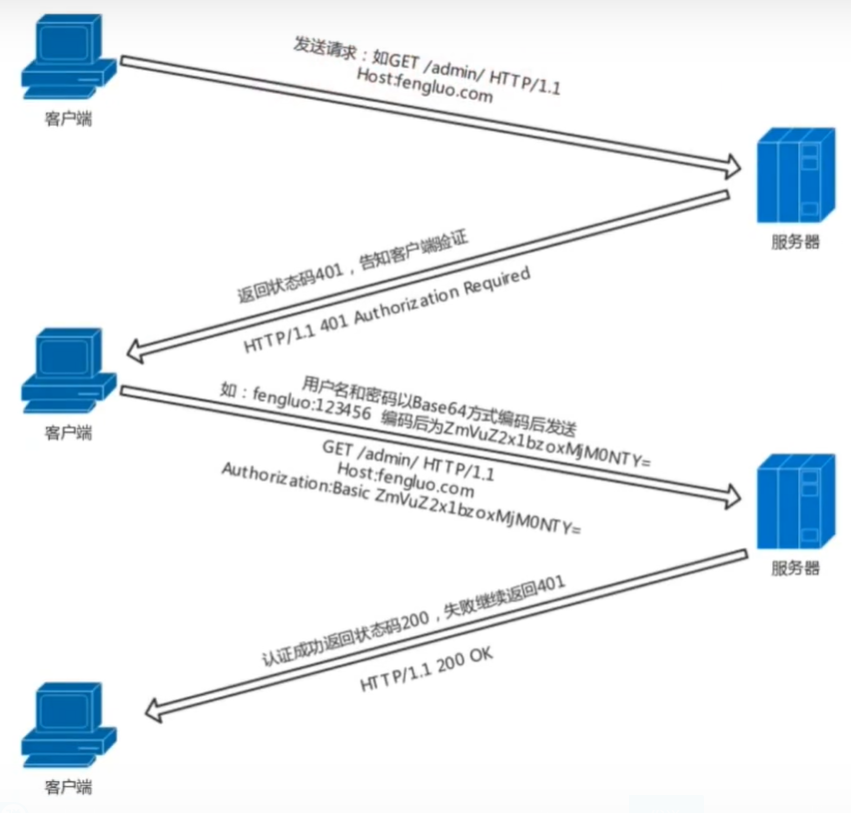 发送请求：如GET /admin/ HTTP/1.1
Host:fengluo.com
客户端
服务器
返回状态码401，告知客户端验证
HTTP/1.1 401 Authorization Required
客户端
用户名和密码以Base64方式编码后发送
如：fengluo:123456 编码后为ZmVuZ2x1bzoxMjM0NTY=
GET /admin/ HTTP/1.1
Host:fengluo.com
Authorization:Basic ZmVuZ2x1bzoxMjM0NTY=
服务器
认证成功返回状态码200，失败继续返回401
HTTP/1.1 200 OK
客户端